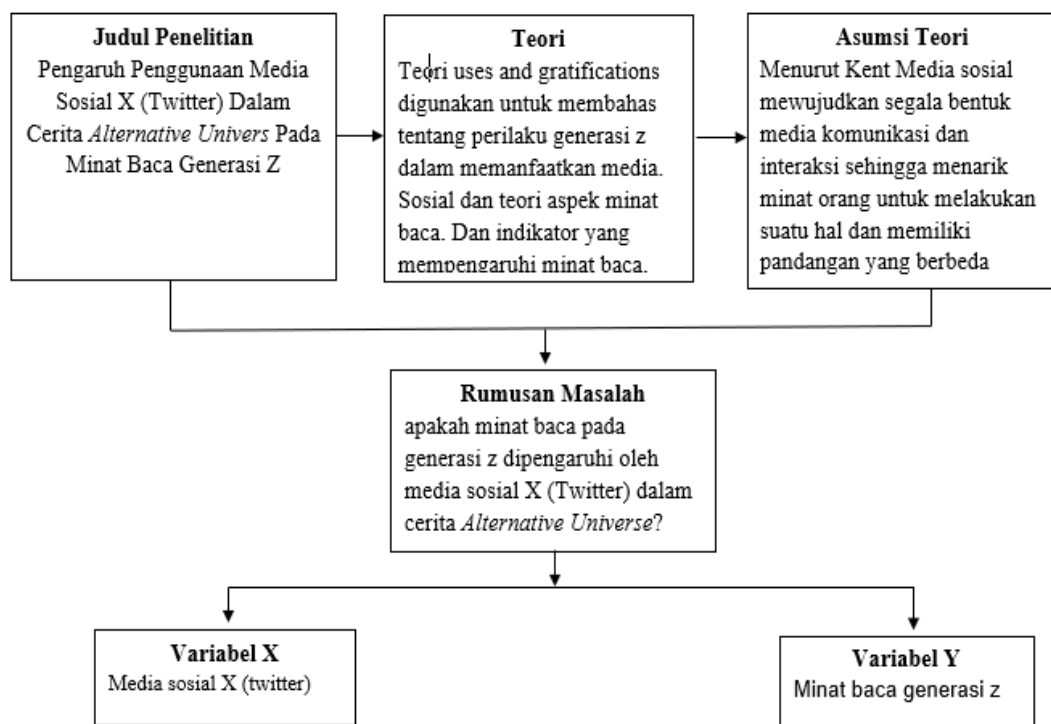 Judul Penelitian
Pengaruh Penggunaan Media
Sosial X (Twitter) Dalam
Cerita Alternative Univers Pada
Minat Baca Generasi Z
Teori
Teori uses and gratifications
digunakan untuk membahas
tentang perilaku generasi z
dalam memanfaatkan media.
Sosial dan teori aspek minat
baca. Dan indikator yang
mempengaruhi minat baca.
Asumsi Teori
Menurut Kent Media sosial
mewujudkan segala bentuk
media komunikasi dan
interaksi sehingga menarik
minat orang untuk melakukan
suatu hal dan memiliki
pandangan yang berbeda
Rumusan Masalah
apakah minat baca pada
generasi z dipengaruhi oleh
media sosial X (Twitter) dalam
cerita Alternative Universe?
Variabel X
Media sosial X (twitter)
Variabel Y
Minat baca generasi z